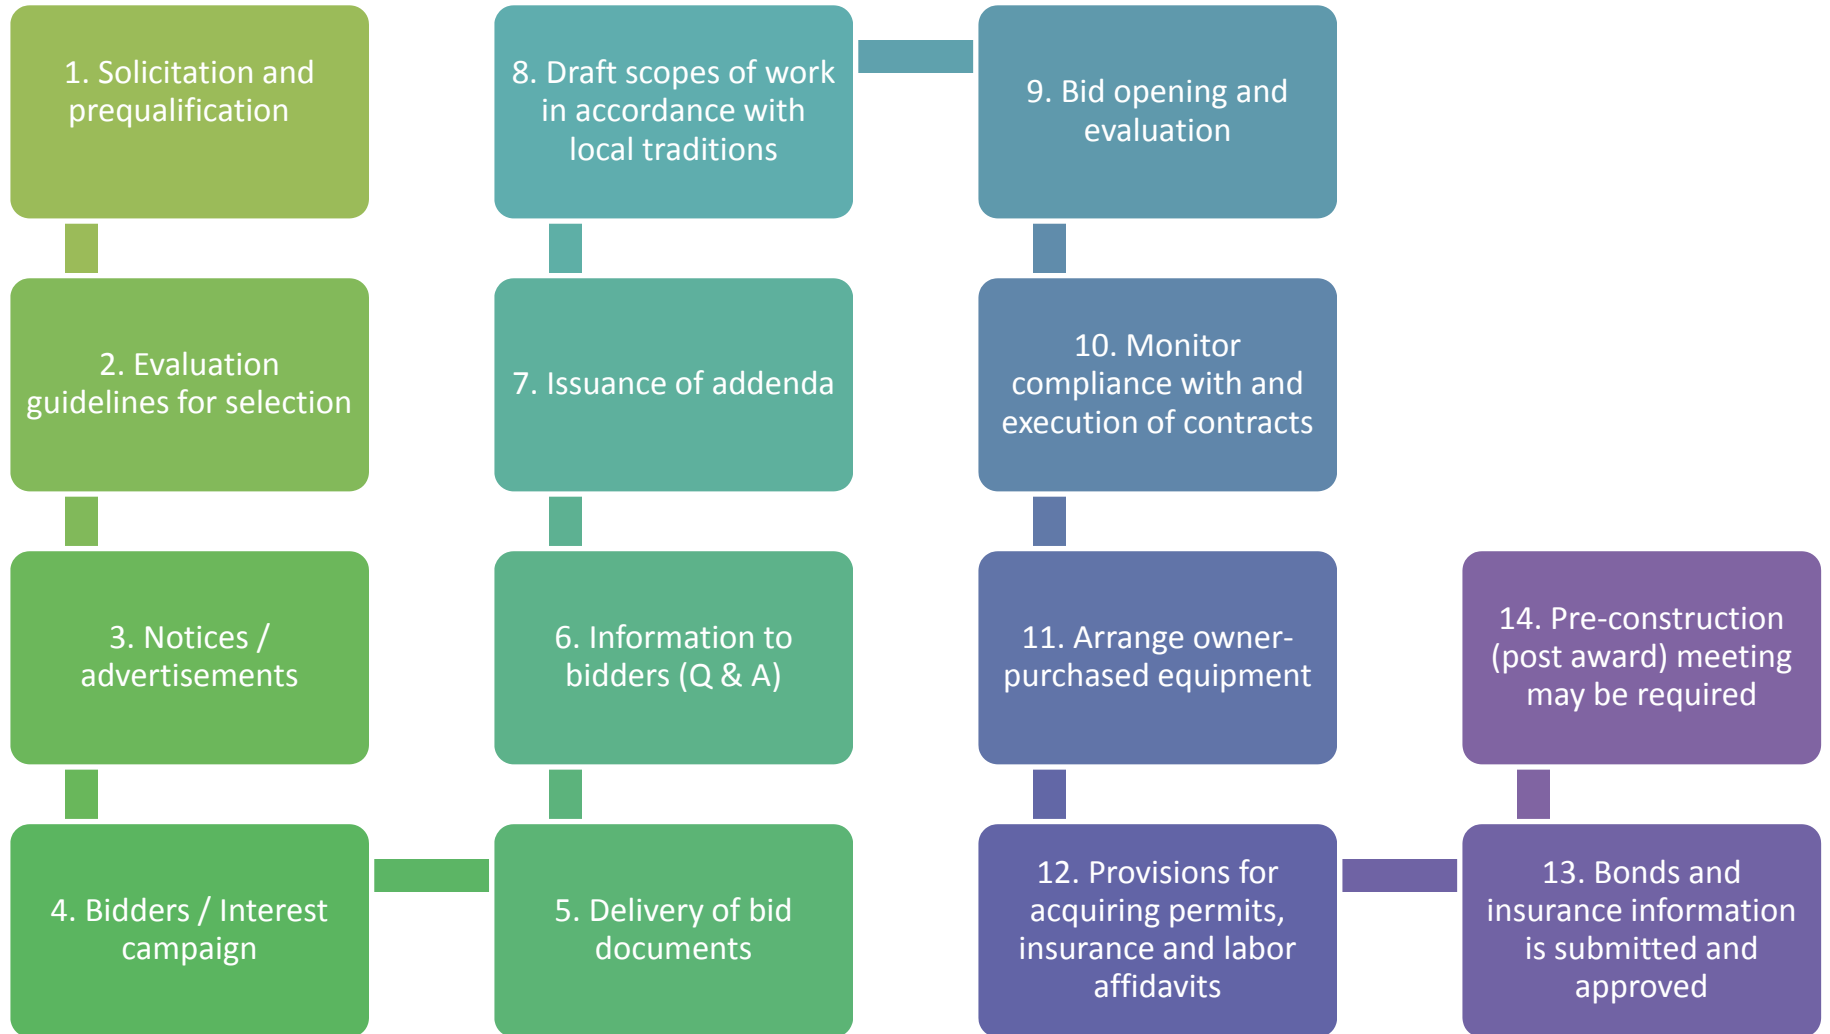 1. Solicitation and
prequalification
2. Evaluation
guidelines for selection
3. Notices /
advertisements
4. Bidders / Interest
campaign
5. Delivery of bid
documents
6. Information to
bidders (Q & A)
7. Issuance of addenda
8. Draft scopes of work
in accordance with
local traditions
9. Bid opening and
evaluation
10. Monitor
compliance with and
execution of contracts
11. Arrange owner-
purchased equipment
12. Provisions for
acquiring permits,
insurance and labor
affidavits
13. Bonds and
insurance information
is submitted and
approved
14. Pre-construction
(post award) meeting
may be required